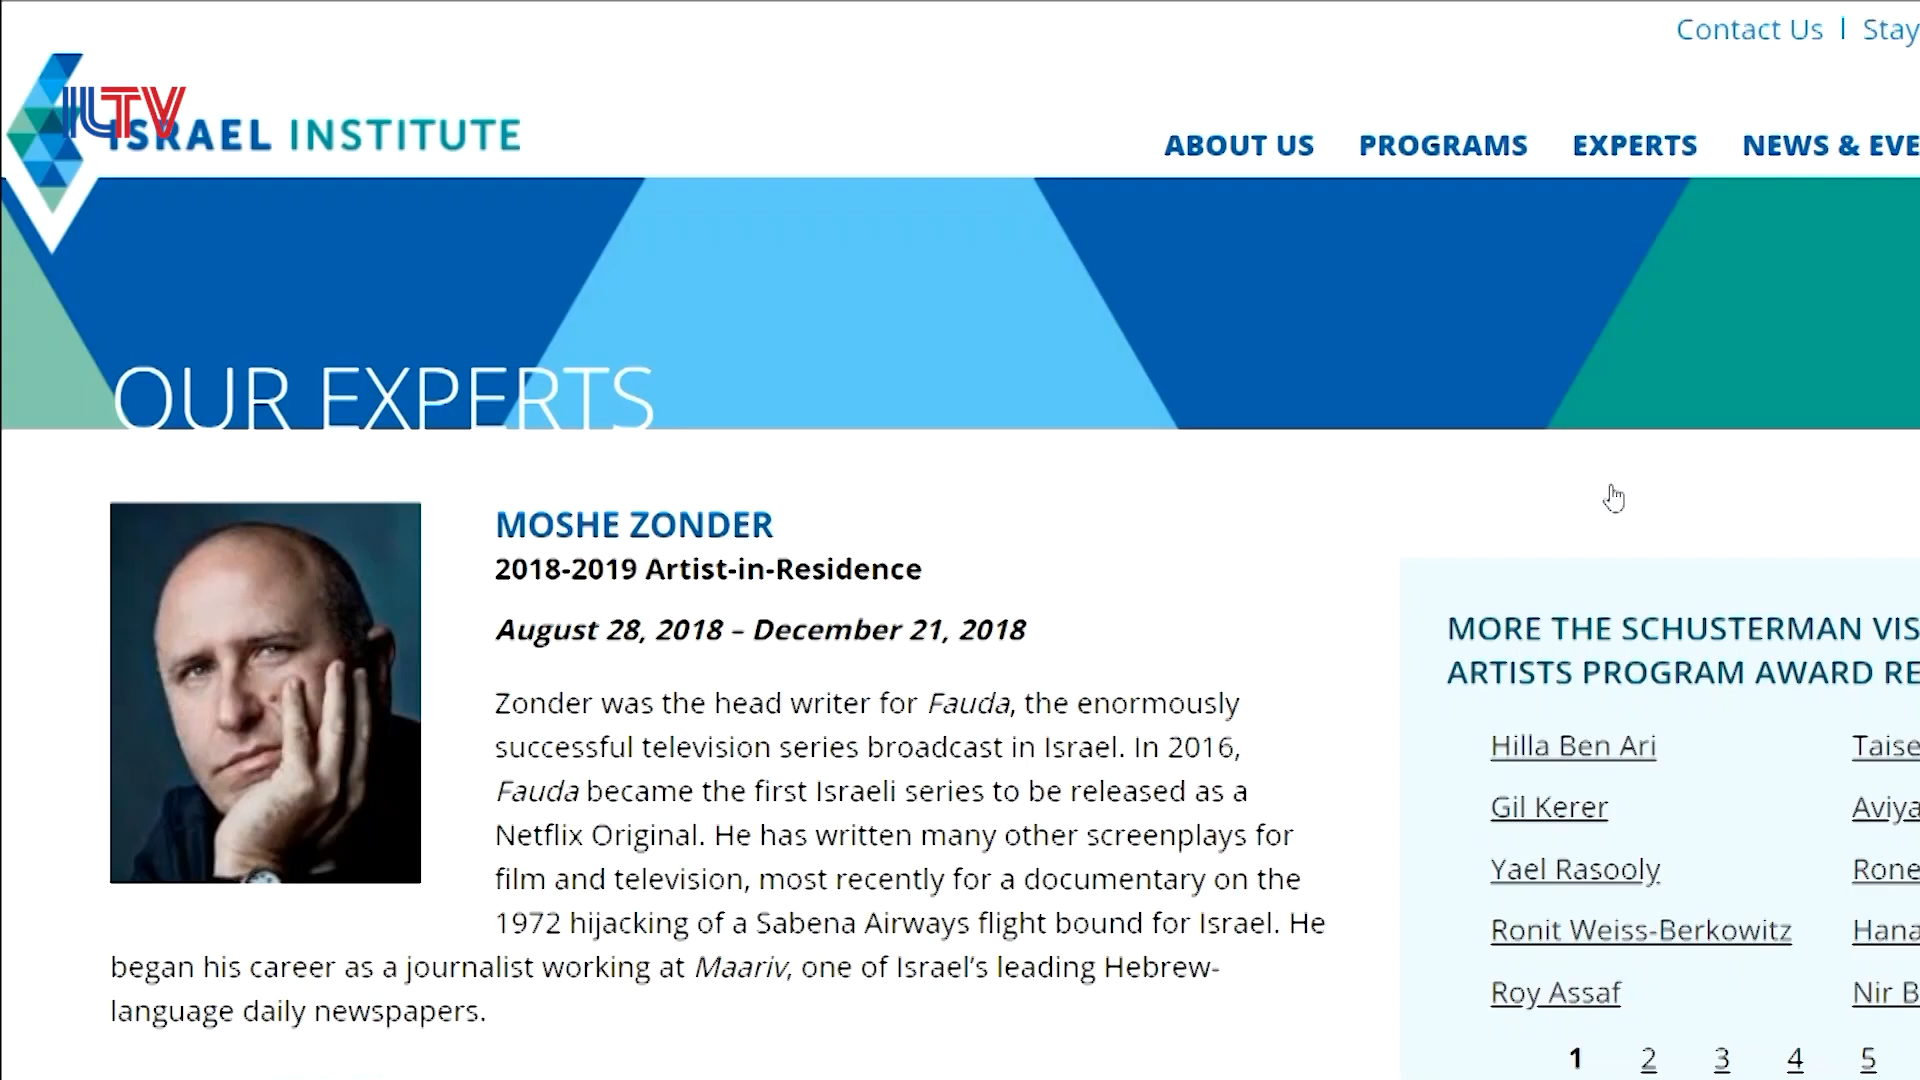 Contact Us | Stay
ILTV
ISRAEL INSTITUTE
ABOUT US PROGRAMS EXPERTS NEWS & EVE
OUR EXPERTS
MOSHE ZONDER
2018-2019 Artist-in-Residence
August 28, 2018 – December 21, 2018
Zonder was the head writer for Fauda, the enormously
successful television series broadcast in Israel. In 2016,
Fauda became the first Israeli series to be released as a
Netflix Original. He has written many other screenplays for
film and television, most recently for a documentary on the
1972 hijacking of a Sabena Airways flight bound for Israel. He
began his career as a journalist working at Maariv, one of Israel’s leading Hebrew-
language daily newspapers.
MORE THE SCHUSTERMAN VIS
ARTISTS PROGRAM AWARD RE
Hilla Ben Ari Taise
Gil Kerer Aviya
Yael Rasooly Rone
Ronit Weiss-Berkowitz Hana
Roy Assaf Nir B
1 2 3 4 5